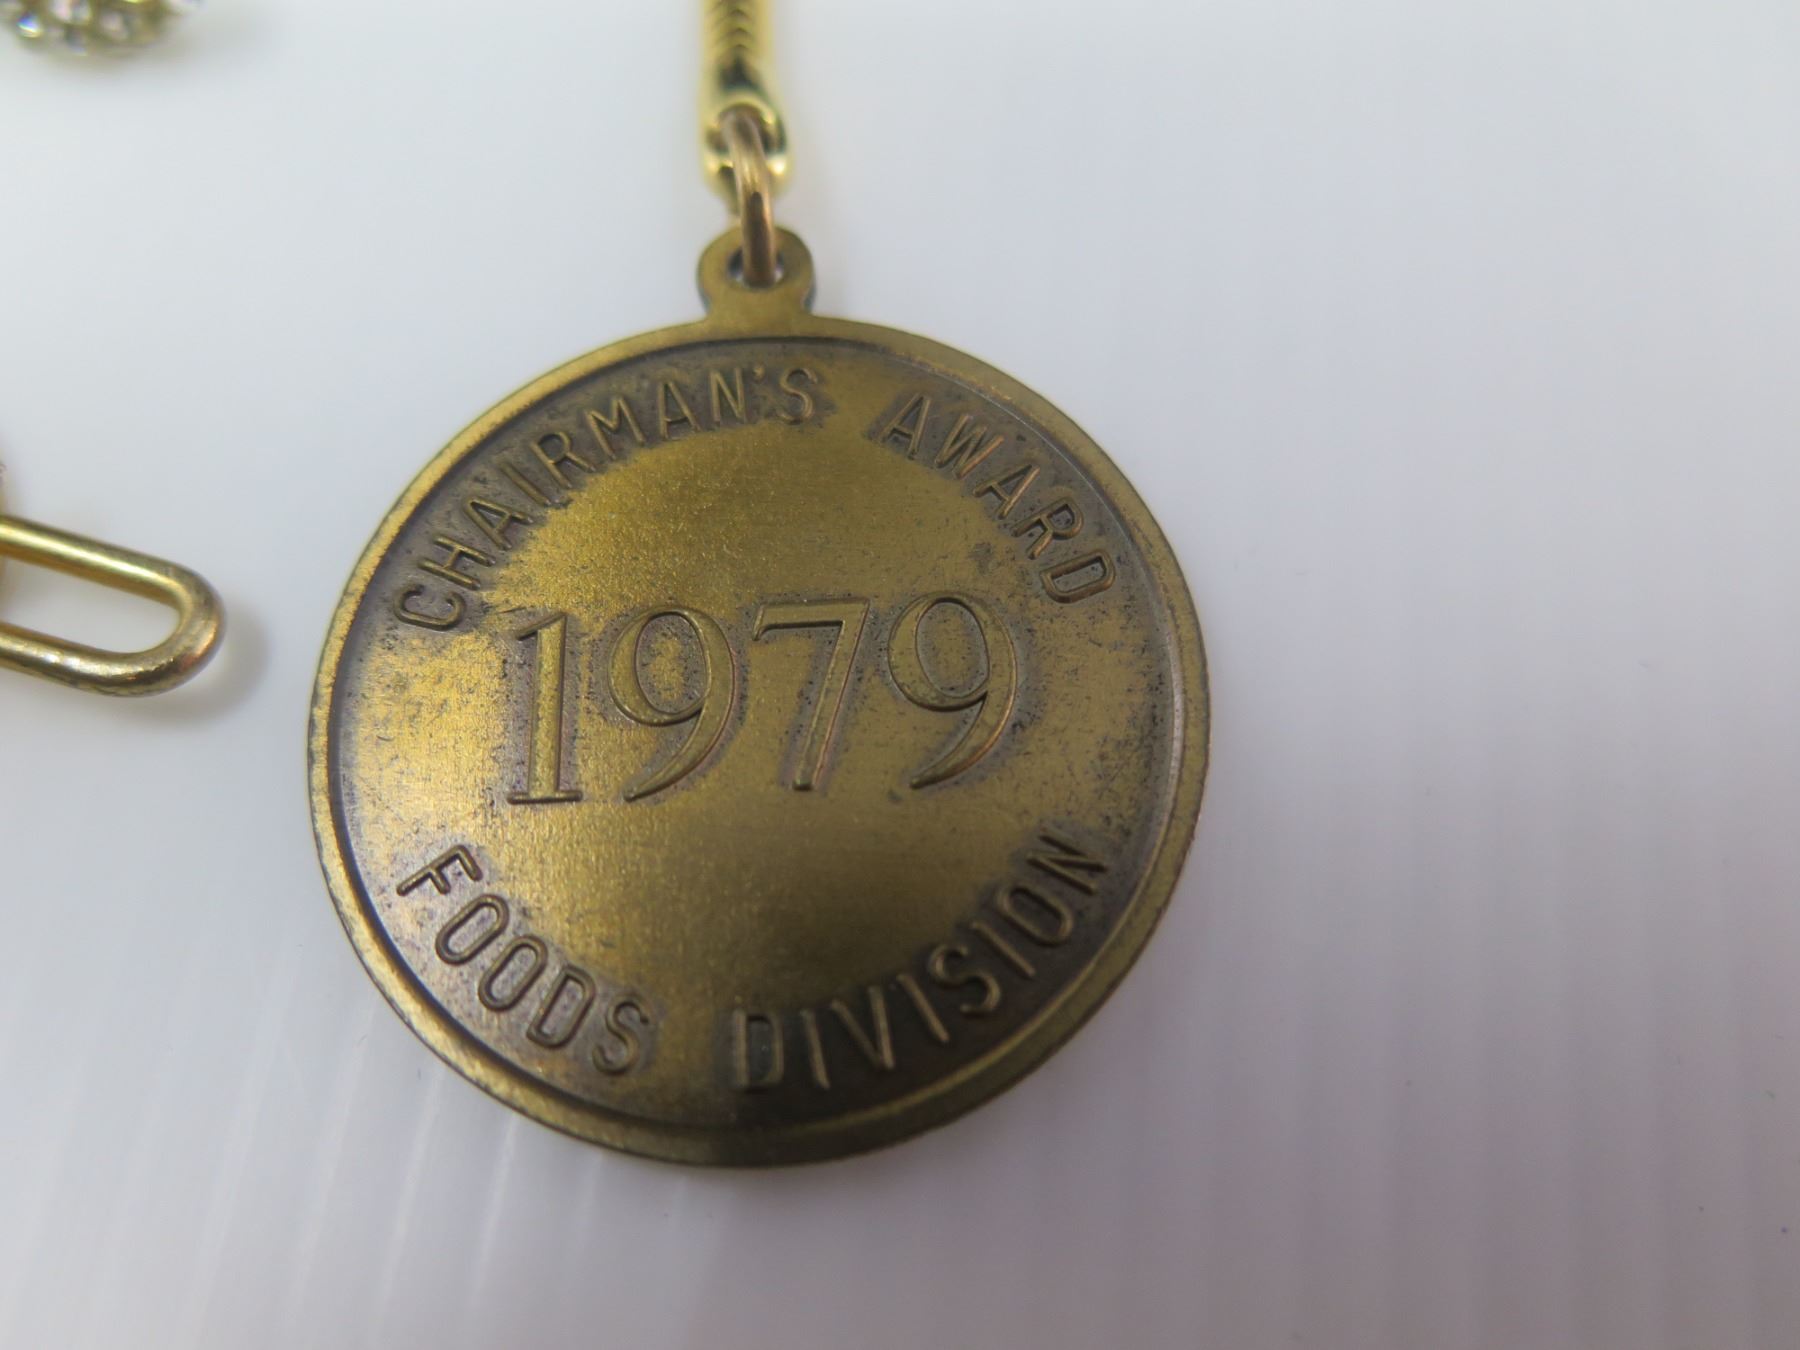 CHAIRMAN'S AWARD
1979
FOODS DIVISION